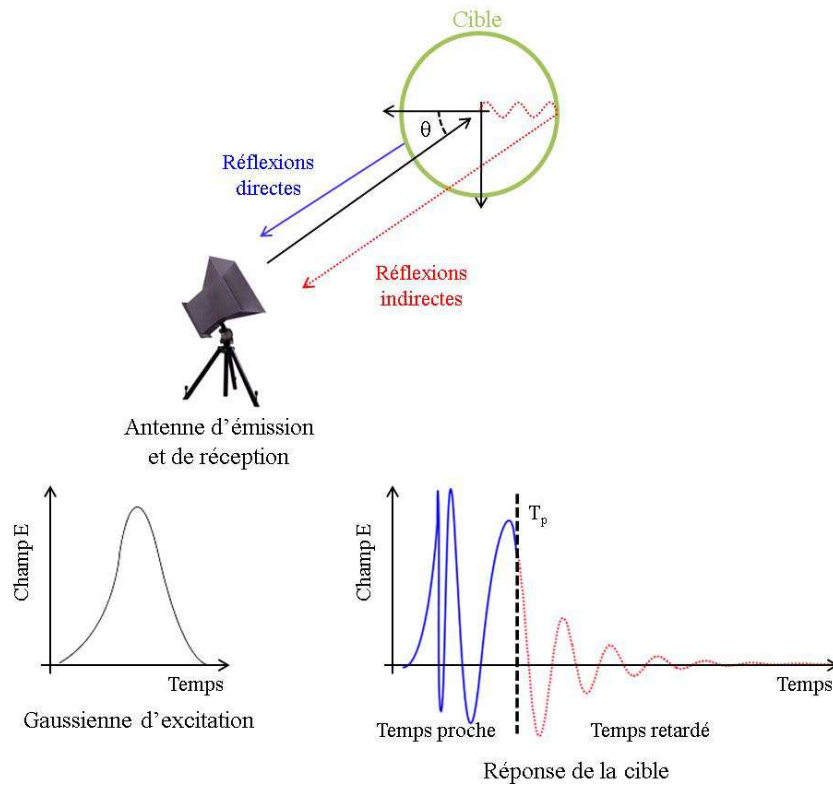 Cible
θ
Réflexions
directes
Réflexions
indirectes
Antenne d'émission
et de réception
Champ E
Temps
Gaussienne d'excitation
Champ E
T_p
Temps
Temps proche
Temps retardé
Réponse de la cible